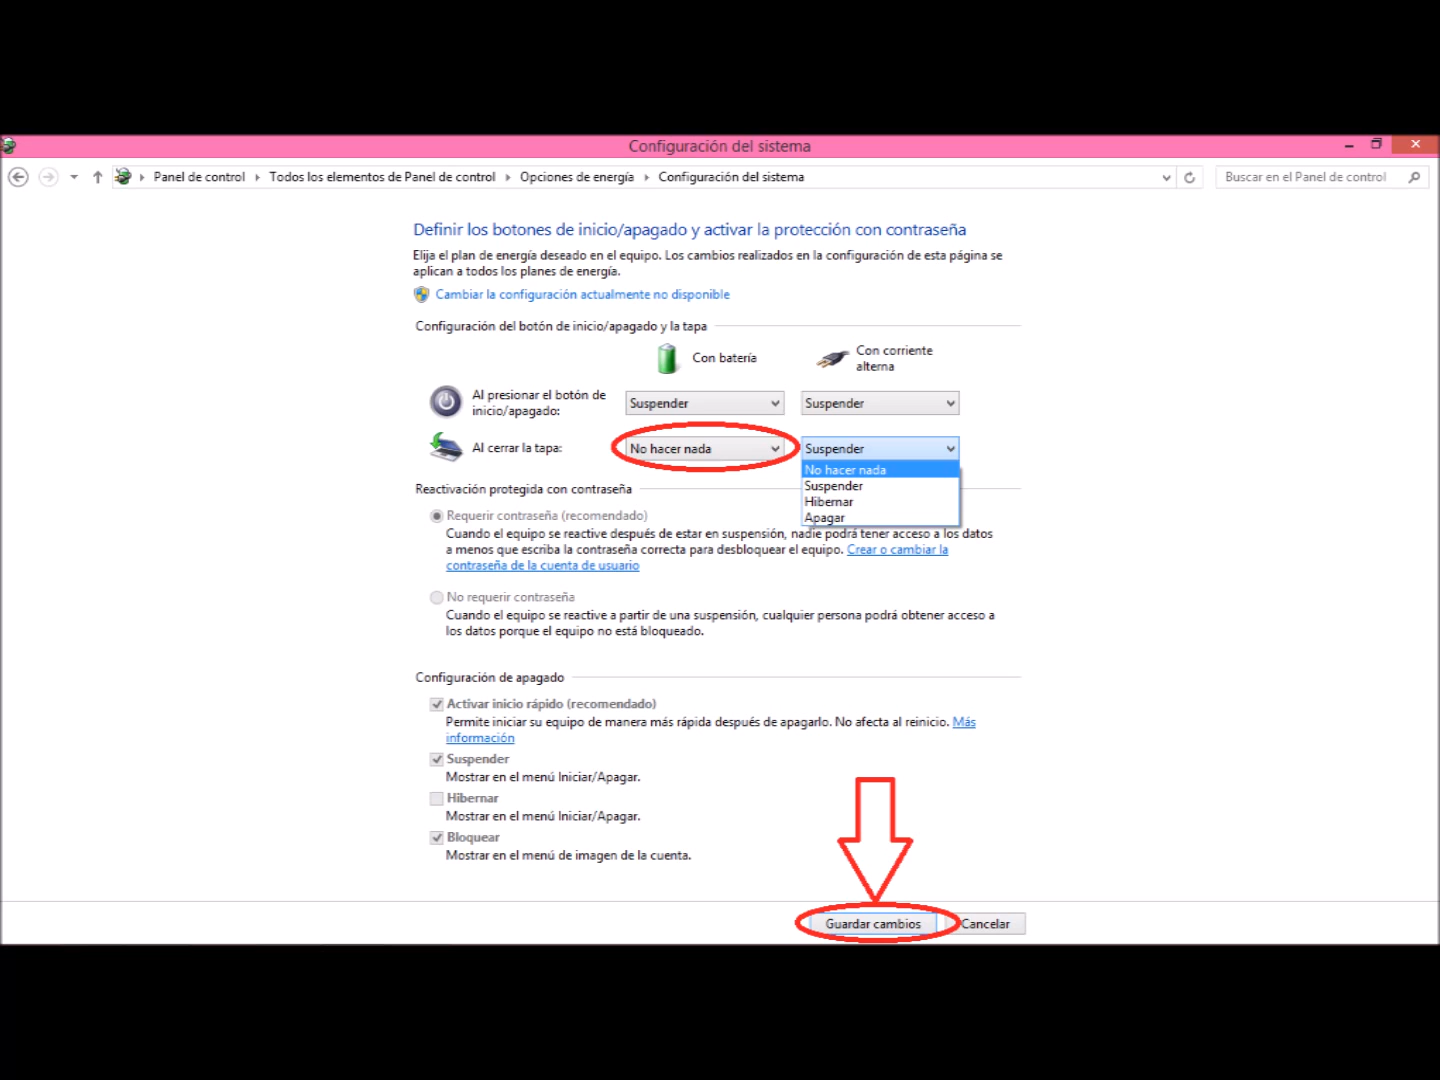 Configuración del sistema
Panel de control
Todos los elementos de Panel de control
Opciones de energía
Configuración del sistema
Buscar en el Panel de control
Definir los botones de inicio/apagado y activar la protección con contraseña
Elija el plan de energía deseado en el equipo. Los cambios realizados en la configuración de esta página se
aplican a todos los planes de energía.
Cambiar la configuración actualmente no disponible
Configuración del botón de inicio/apagado y la tapa
Con batería
Con corriente
alterna
Al presionar el botón de
inicio/apagado:
Suspender
Suspender
Al cerrar la tapa:
No hacer nada
Suspender
No hacer nada
Suspender
Hibernar
Apagar
Reactivación protegida con contraseña
Requerir contraseña (recomendado)
Cuando el equipo se reactive después de estar en suspensión, nadie podrá tener acceso a los datos
a menos que escriba la contraseña correcta para desbloquear el equipo. Crear o cambiar la
contraseña de la cuenta de usuario
No requerir contraseña
Cuando el equipo se reactive a partir de una suspensión, cualquier persona podrá obtener acceso a
los datos porque el equipo no está bloqueado.
Configuración de apagado
Activar inicio rápido (recomendado)
Permite iniciar su equipo de manera más rápida después de apagarlo. No afecta al reinicio. Más
información
Suspender
Mostrar en el menú Iniciar/Apagar.
Hibernar
Mostrar en el menú Iniciar/Apagar.
Bloquear
Mostrar en el menú de imagen de la cuenta.
Guardar cambios
Cancelar